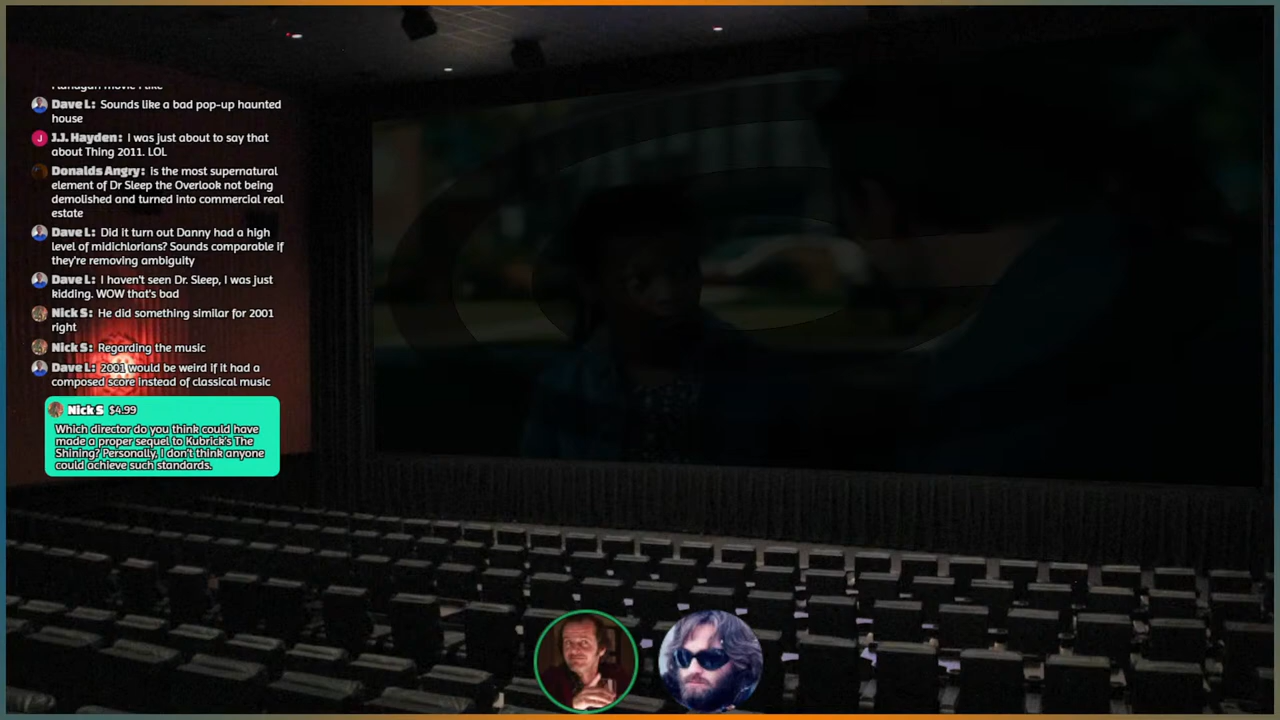 Flanagan movie I like
Dave L: Sounds like a bad pop-up haunted
house
J
J.J. Hayden: I was just about to say that
about Thing 2011. LOL
Donalds Angry: is the most supernatural
element of Dr Sleep the Overlook not being
demolished and turned into commercial real
estate
Dave L: Did it turn out Danny had a high
level of midichlorians? Sounds comparable if
they're removing ambiguity
Dave L: I haven't seen Dr. Sleep, I was just
kidding. WOW that's bad
Nick S: He did something similar for 2001
right
Nick S: Regarding the music
Dave L: 2001 would be weird if it had a
composed score instead of classical music
Nick S $4.99
Which director do you think could have
made a proper sequel to Kubrick's The
Shining? Personally, I don't think anyone
could achieve such standards.